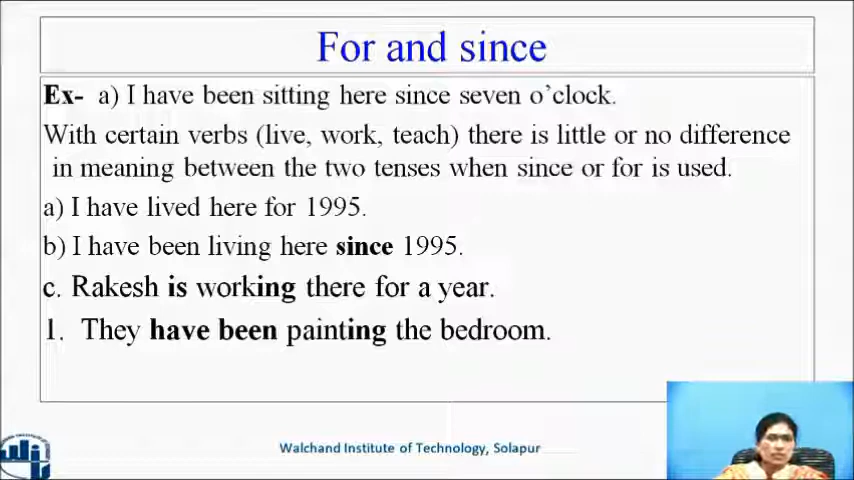 For and since
Ex- a) I have been sitting here since seven o’clock.
With certain verbs (live, work, teach) there is little or no difference
in meaning between the two tenses when since or for is used.
a) I have lived here for 1995.
b) I have been living here since 1995.
c. Rakesh is working there for a year.
1. They have been painting the bedroom.
Walchand Institute of Technology, Solapur